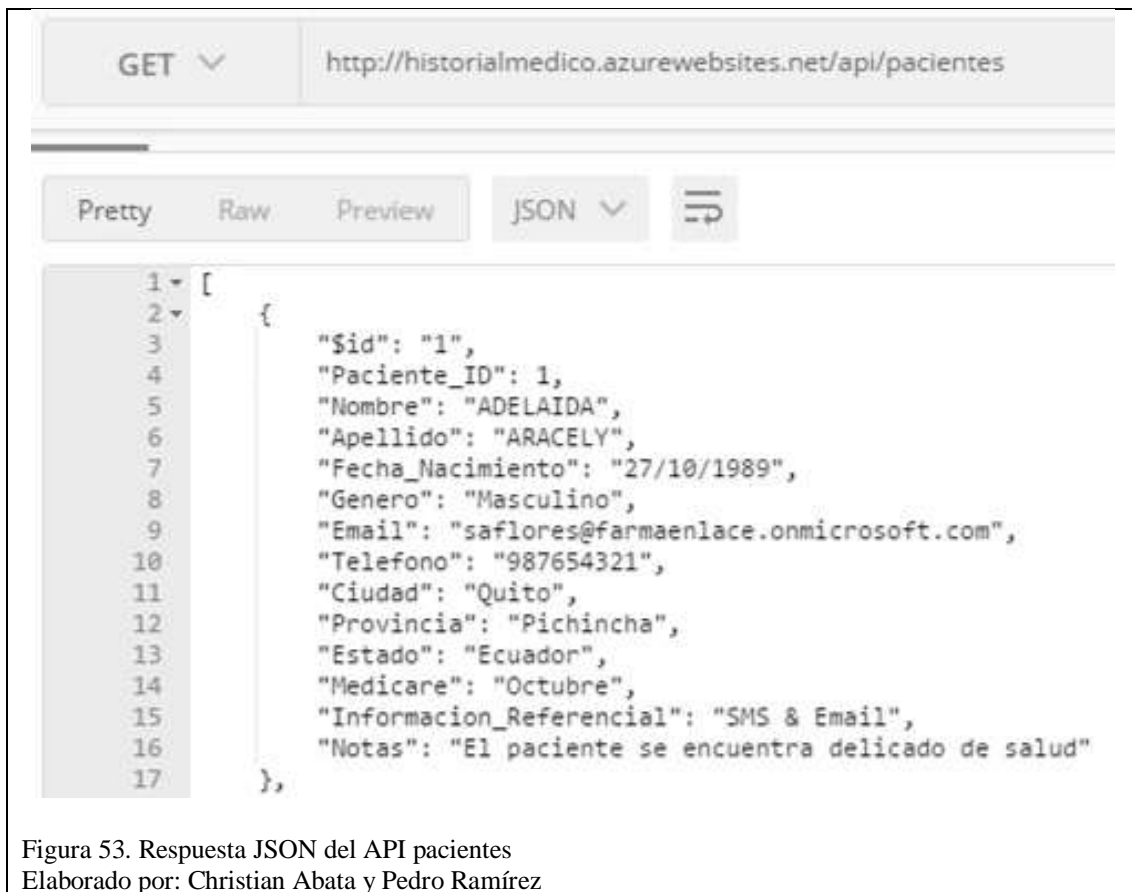 GET http://historialmedico.azurewebsites.net/api/pacientes
Pretty Raw Preview JSON
1 [
2 {
3 "$id": "1",
4 "Paciente_ID": 1,
5 "Nombre": "ADELAIDA",
6 "Apellido": "ARACELY",
7 "Fecha_Nacimiento": "27/10/1989",
8 "Genero": "Masculino",
9 "Email": "saflores@farmaenlace.onmicrosoft.com",
10 "Telefono": "987654321",
11 "Ciudad": "Quito",
12 "Provincia": "Pichincha",
13 "Estado": "Ecuador",
14 "Medicare": "Octubre",
15 "Informacion_Referencial": "SMS & Email",
16 "Notas": "El paciente se encuentra delicado de salud"
17 },
Figura 53. Respuesta JSON del API pacientes
Elaborado por: Christian Abata y Pedro Ramírez